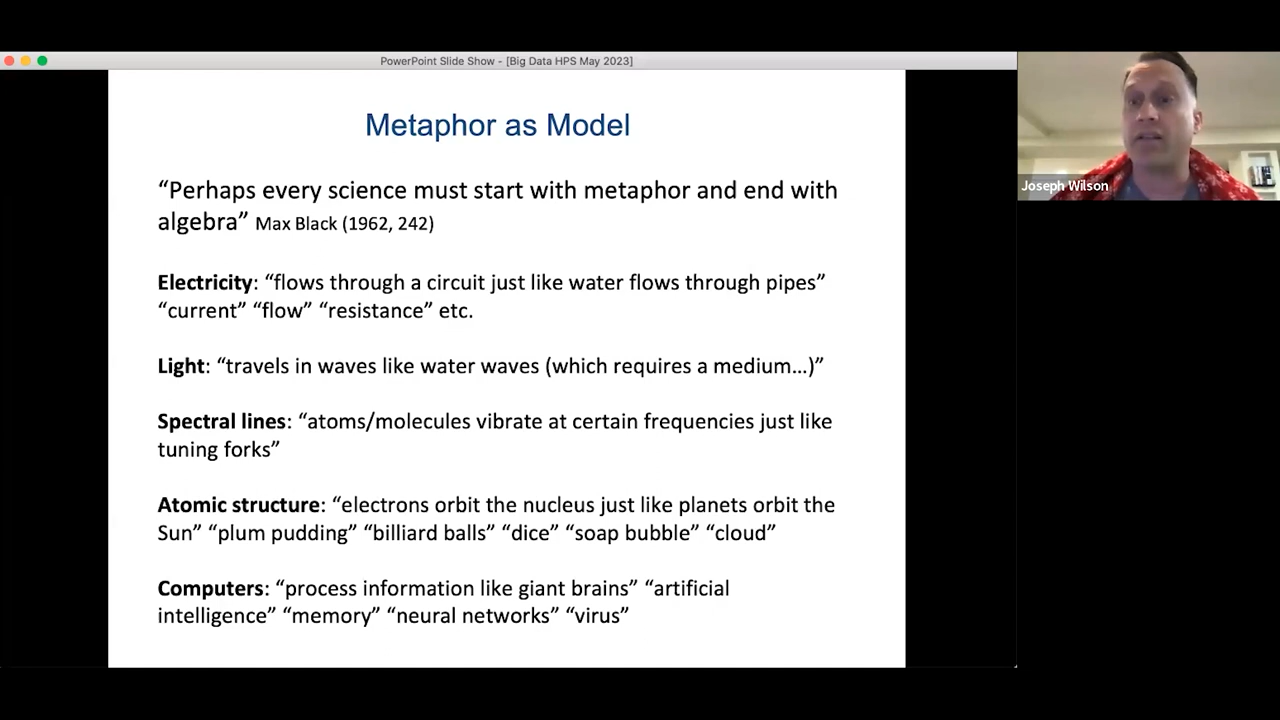 PowerPoint Slide Show - [Big Data HPS May 2023]
Metaphor as Model
“Perhaps every science must start with metaphor and end with
algebra” Max Black (1962, 242)
Electricity: “flows through a circuit just like water flows through pipes”
“current” “flow” “resistance” etc.
Light: “travels in waves like water waves (which requires a medium…)”
Spectral lines: “atoms/molecules vibrate at certain frequencies just like
tuning forks”
Atomic structure: “electrons orbit the nucleus just like planets orbit the
Sun” “plum pudding” “billiard balls” “dice” “soap bubble” “cloud”
Computers: “process information like giant brains” “artificial
intelligence” “memory” “neural networks” “virus”
Joseph Wilson